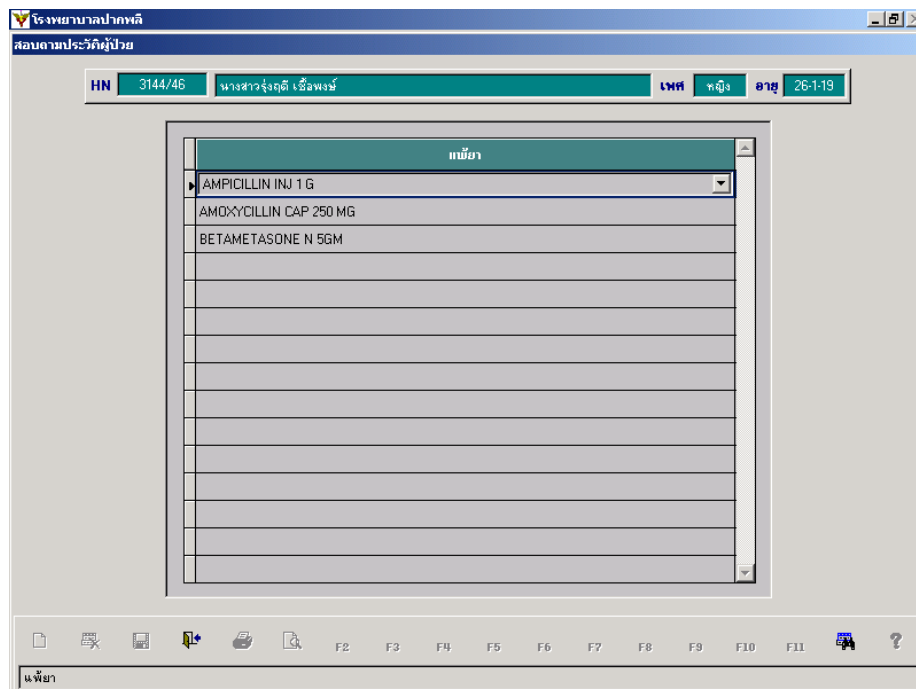 โรงพยาบาลปากพลี
สอบถามประวัติผู้ป่วย
HN 3144/46 นางสาวรุ่งฤดี เชื้อพงษ์ เพศ หญิง อายุ 26-1-19
แพ้ยา
AMPICILLIN INJ 1 G
AMOXYCILLIN CAP 250 MG
BETAMETASONE N 5GM
F2 F3 F4 F5 F6 F7 F8 F9 F10 F11 ?
แพ้ยา